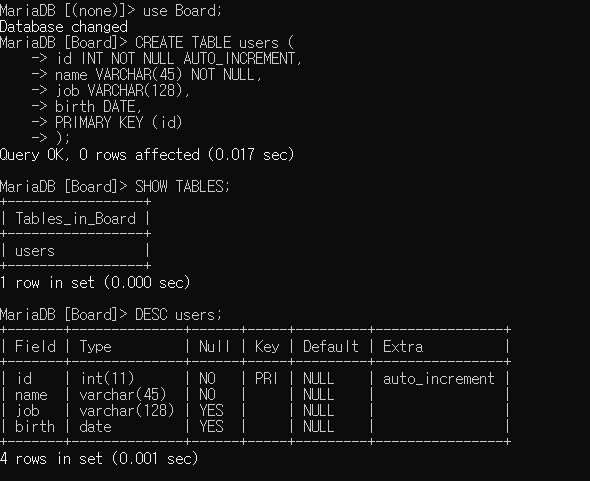 MariaDB [(none)]> use Board;
Database changed
MariaDB [Board]> CREATE TABLE users (
    -> id INT NOT NULL AUTO_INCREMENT,
    -> name VARCHAR(45) NOT NULL,
    -> job VARCHAR(128),
    -> birth DATE,
    -> PRIMARY KEY (id)
    -> );
Query OK, 0 rows affected (0.017 sec)

MariaDB [Board]> SHOW TABLES;
+-----------------+
| Tables_in_Board |
+-----------------+
| users           |
+-----------------+
1 row in set (0.000 sec)

MariaDB [Board]> DESC users;
+-------+--------------+------+-----+---------+----------------+
| Field | Type         | Null | Key | Default | Extra          |
+-------+--------------+------+-----+---------+----------------+
| id    | int(11)      | NO   | PRI | NULL    | auto_increment |
| name  | varchar(45)  | NO   |     | NULL    |                |
| job   | varchar(128) | YES  |     | NULL    |                |
| birth | date         | YES  |     | NULL    |                |
+-------+--------------+------+-----+---------+----------------+
4 rows in set (0.001 sec)